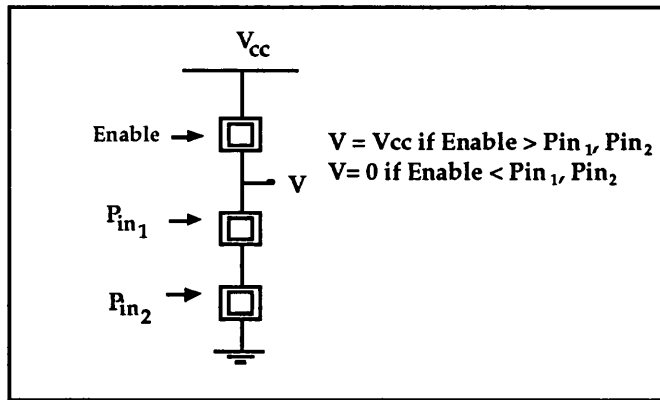 Vcc
Enable
V = Vcc if Enable > Pin1, Pin2
V
V= 0 if Enable < Pin1, Pin2
Pin1
Pin2